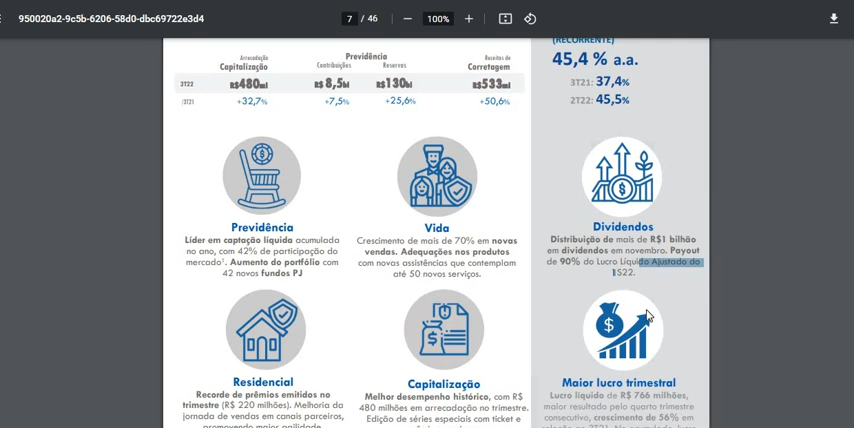 950020a2-9c5b-6206-58d0-dbc69722e3d4
7 / 46
100%
(RECORRENTE)
45,4 % a.a.
3T21: 37,4%
2T22: 45,5%
Arrecadação
Capitalização
Previdência
Contribuições Reservas
Receitas de
Corretagem
3T22 R$480mi R$ 8,5bi R$130bi R$533mi
/3T21 +32,7% +7,5% +25,6% +50,6%
Previdência
Líder em captação líquida acumulada
no ano, com 42% de participação do
mercado¹. Aumento do portfólio com
42 novos fundos PJ
Vida
Crescimento de mais de 70% em novas
vendas. Adequações nos produtos
com novas assistências que contemplam
até 50 novos serviços.
Dividendos
Distribuição de mais de R$1 bilhão
em dividendos em novembro. Payout
de 90% do Lucro Líquido Ajustado do
1S22.
Residencial
Recorde de prêmios emitidos no
trimestre (R$ 220 milhões). Melhoria da
jornada de vendas em canais parceiros,
promovendo maior agilidade
Capitalização
Melhor desempenho histórico, com R$
480 milhões em arrecadação no trimestre.
Edição de séries especiais com ticket e
Maior lucro trimestral
Lucro líquido de R$ 766 milhões,
maior resultado pelo quarto trimestre
consecutivo, crescimento de 56% em